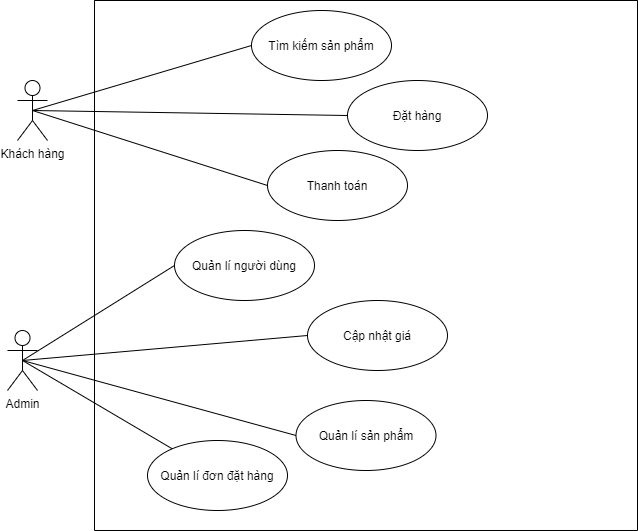 Tìm kiếm sản phẩm
Đặt hàng
Khách hàng
Thanh toán
Quản lí người dùng
Cập nhật giá
Admin
Quản lí sản phẩm
Quản lí đơn đặt hàng